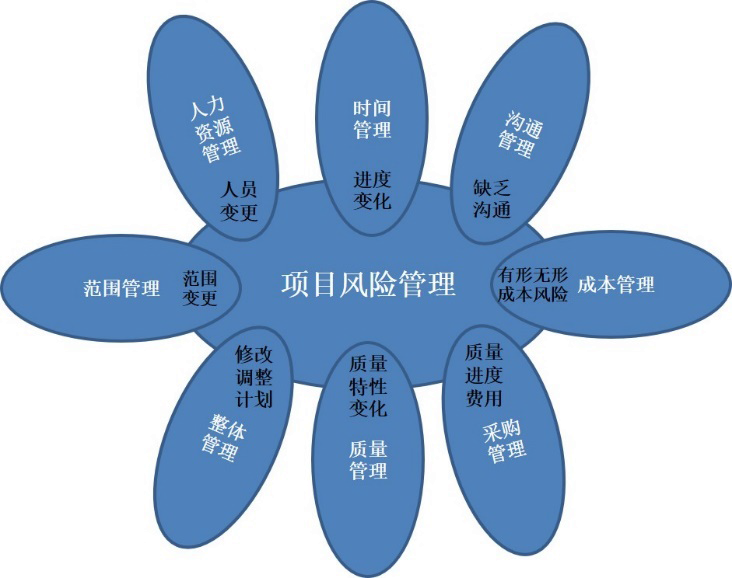 人力
资源
管理
人员
变更
时间
管理
进度
变化
沟通
管理
缺乏
沟通
范围管理
范围
变更
项目风险管理
有形无形
成本风险
成本管理
修改
调整
计划
整体
管理
质量
特性
变化
质量
管理
质量
进度
费用
采购
管理